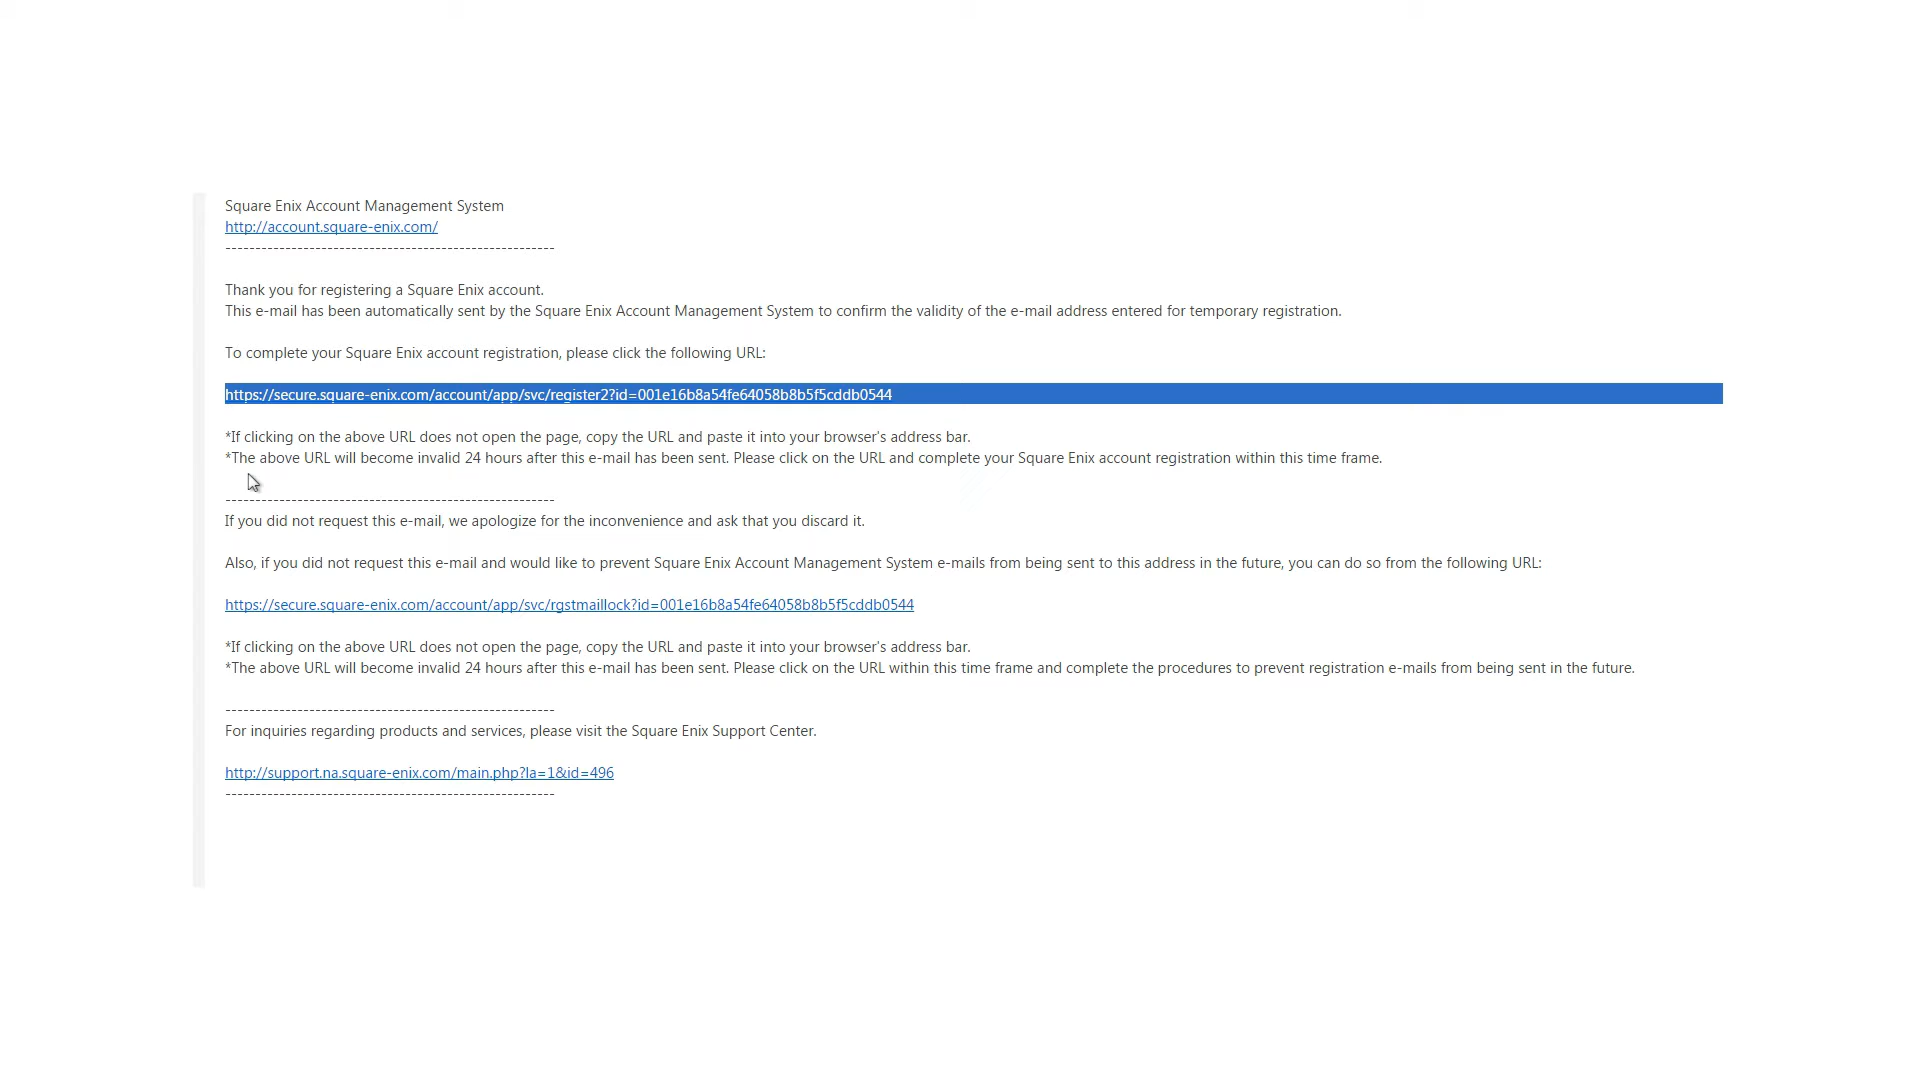 Square Enix Account Management System
http://account.square-enix.com/
-------------------------------------------------------
Thank you for registering a Square Enix account.
This e-mail has been automatically sent by the Square Enix Account Management System to confirm the validity of the e-mail address entered for temporary registration.
To complete your Square Enix account registration, please click the following URL:
https://secure.square-enix.com/account/app/svc/register2?id=001e16b8a54fe64058b8b5f5cddb0544
*If clicking on the above URL does not open the page, copy the URL and paste it into your browser's address bar.
*The above URL will become invalid 24 hours after this e-mail has been sent. Please click on the URL and complete your Square Enix account registration within this time frame.
-------------------------------------------------------
If you did not request this e-mail, we apologize for the inconvenience and ask that you discard it.
Also, if you did not request this e-mail and would like to prevent Square Enix Account Management System e-mails from being sent to this address in the future, you can do so from the following URL:
https://secure.square-enix.com/account/app/svc/rgstmaillock?id=001e16b8a54fe64058b8b5f5cddb0544
*If clicking on the above URL does not open the page, copy the URL and paste it into your browser's address bar.
*The above URL will become invalid 24 hours after this e-mail has been sent. Please click on the URL within this time frame and complete the procedures to prevent registration e-mails from being sent in the future.
-------------------------------------------------------
For inquiries regarding products and services, please visit the Square Enix Support Center.
http://support.na.square-enix.com/main.php?la=1&id=496
-------------------------------------------------------